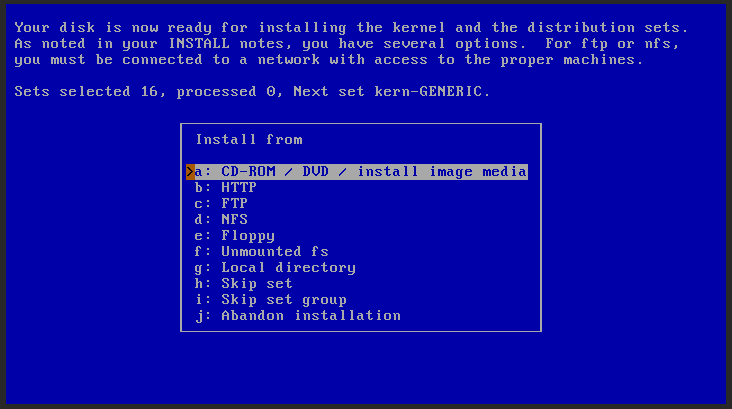 Your disk is now ready for installing the kernel and the distribution sets.
As noted in your INSTALL notes, you have several options.  For ftp or nfs,
you must be connected to a network with access to the proper machines.
Sets selected 16, processed 0, Next set kern-GENERIC.
Install from
>a: CD-ROM / DVD / install image media
b: HTTP
c: FTP
d: NFS
e: Floppy
f: Unmounted fs
g: Local directory
h: Skip set
i: Skip set group
j: Abandon installation